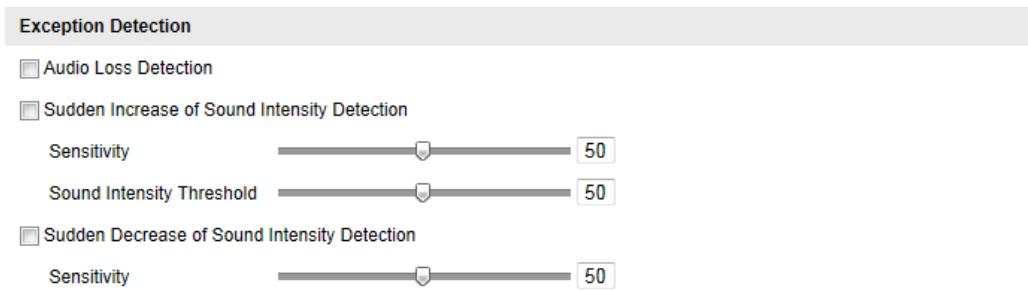 Exception Detection
Audio Loss Detection
Sudden Increase of Sound Intensity Detection
Sensitivity 50
Sound Intensity Threshold 50
Sudden Decrease of Sound Intensity Detection
Sensitivity 50